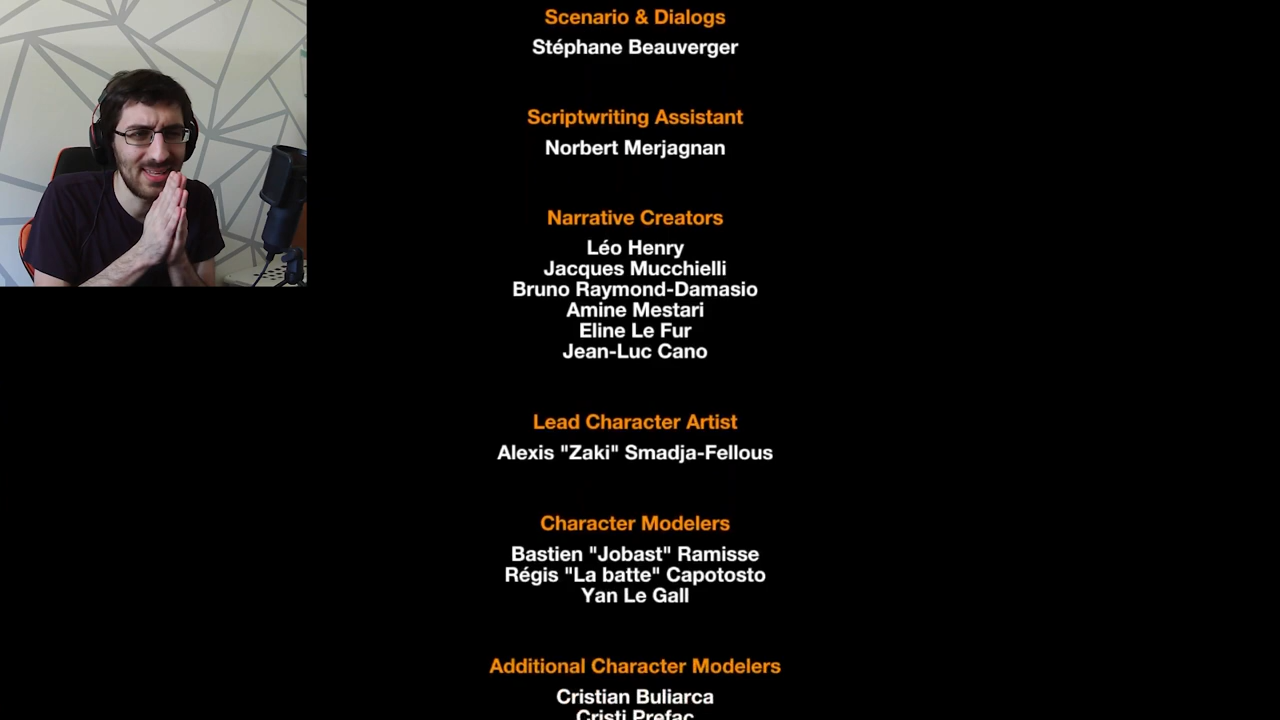 Scenario & Dialogs
Stéphane Beauverger
Scriptwriting Assistant
Norbert Merjagnan
Narrative Creators
Léo Henry
Jacques Mucchielli
Bruno Raymond-Damasio
Amine Mestari
Eline Le Fur
Jean-Luc Cano
Lead Character Artist
Alexis "Zaki" Smadja-Fellous
Character Modelers
Bastien "Jobast" Ramisse
Régis "La batte" Capotosto
Yan Le Gall
Additional Character Modelers
Cristian Buliarca
Cristi Prefac